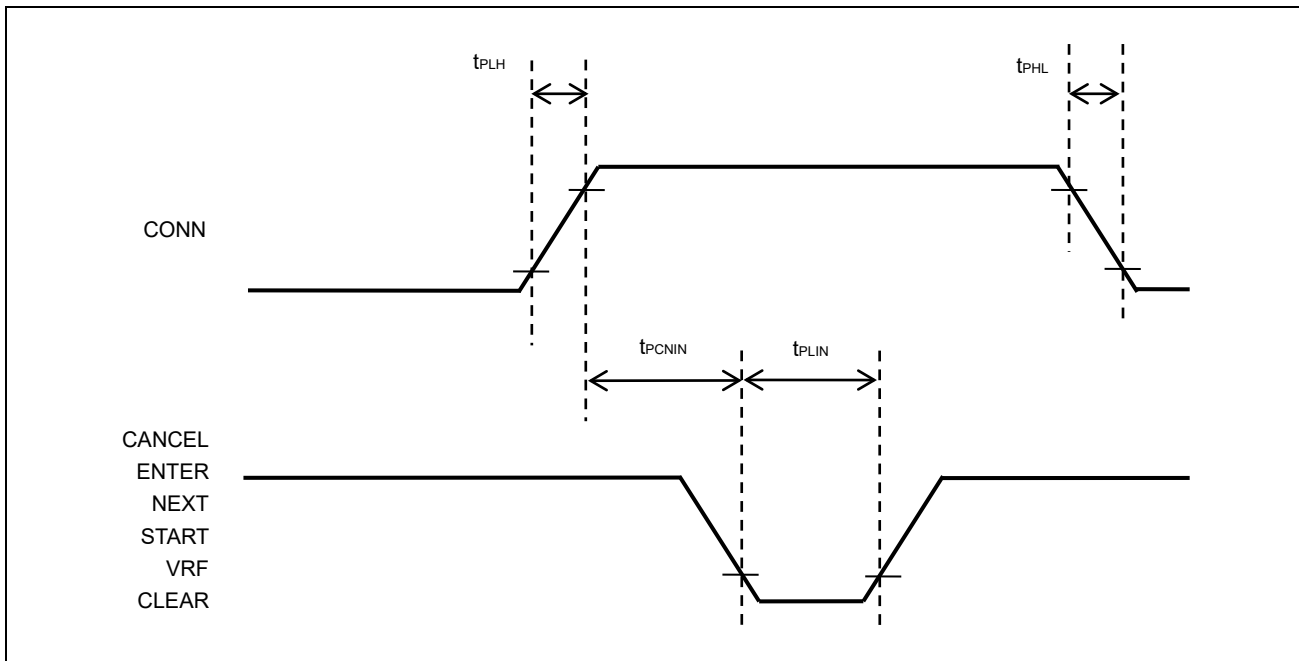 tPLH
tPHL
CONN
tPCNIN
tPLIN
CANCEL
ENTER
NEXT
START
VRF
CLEAR